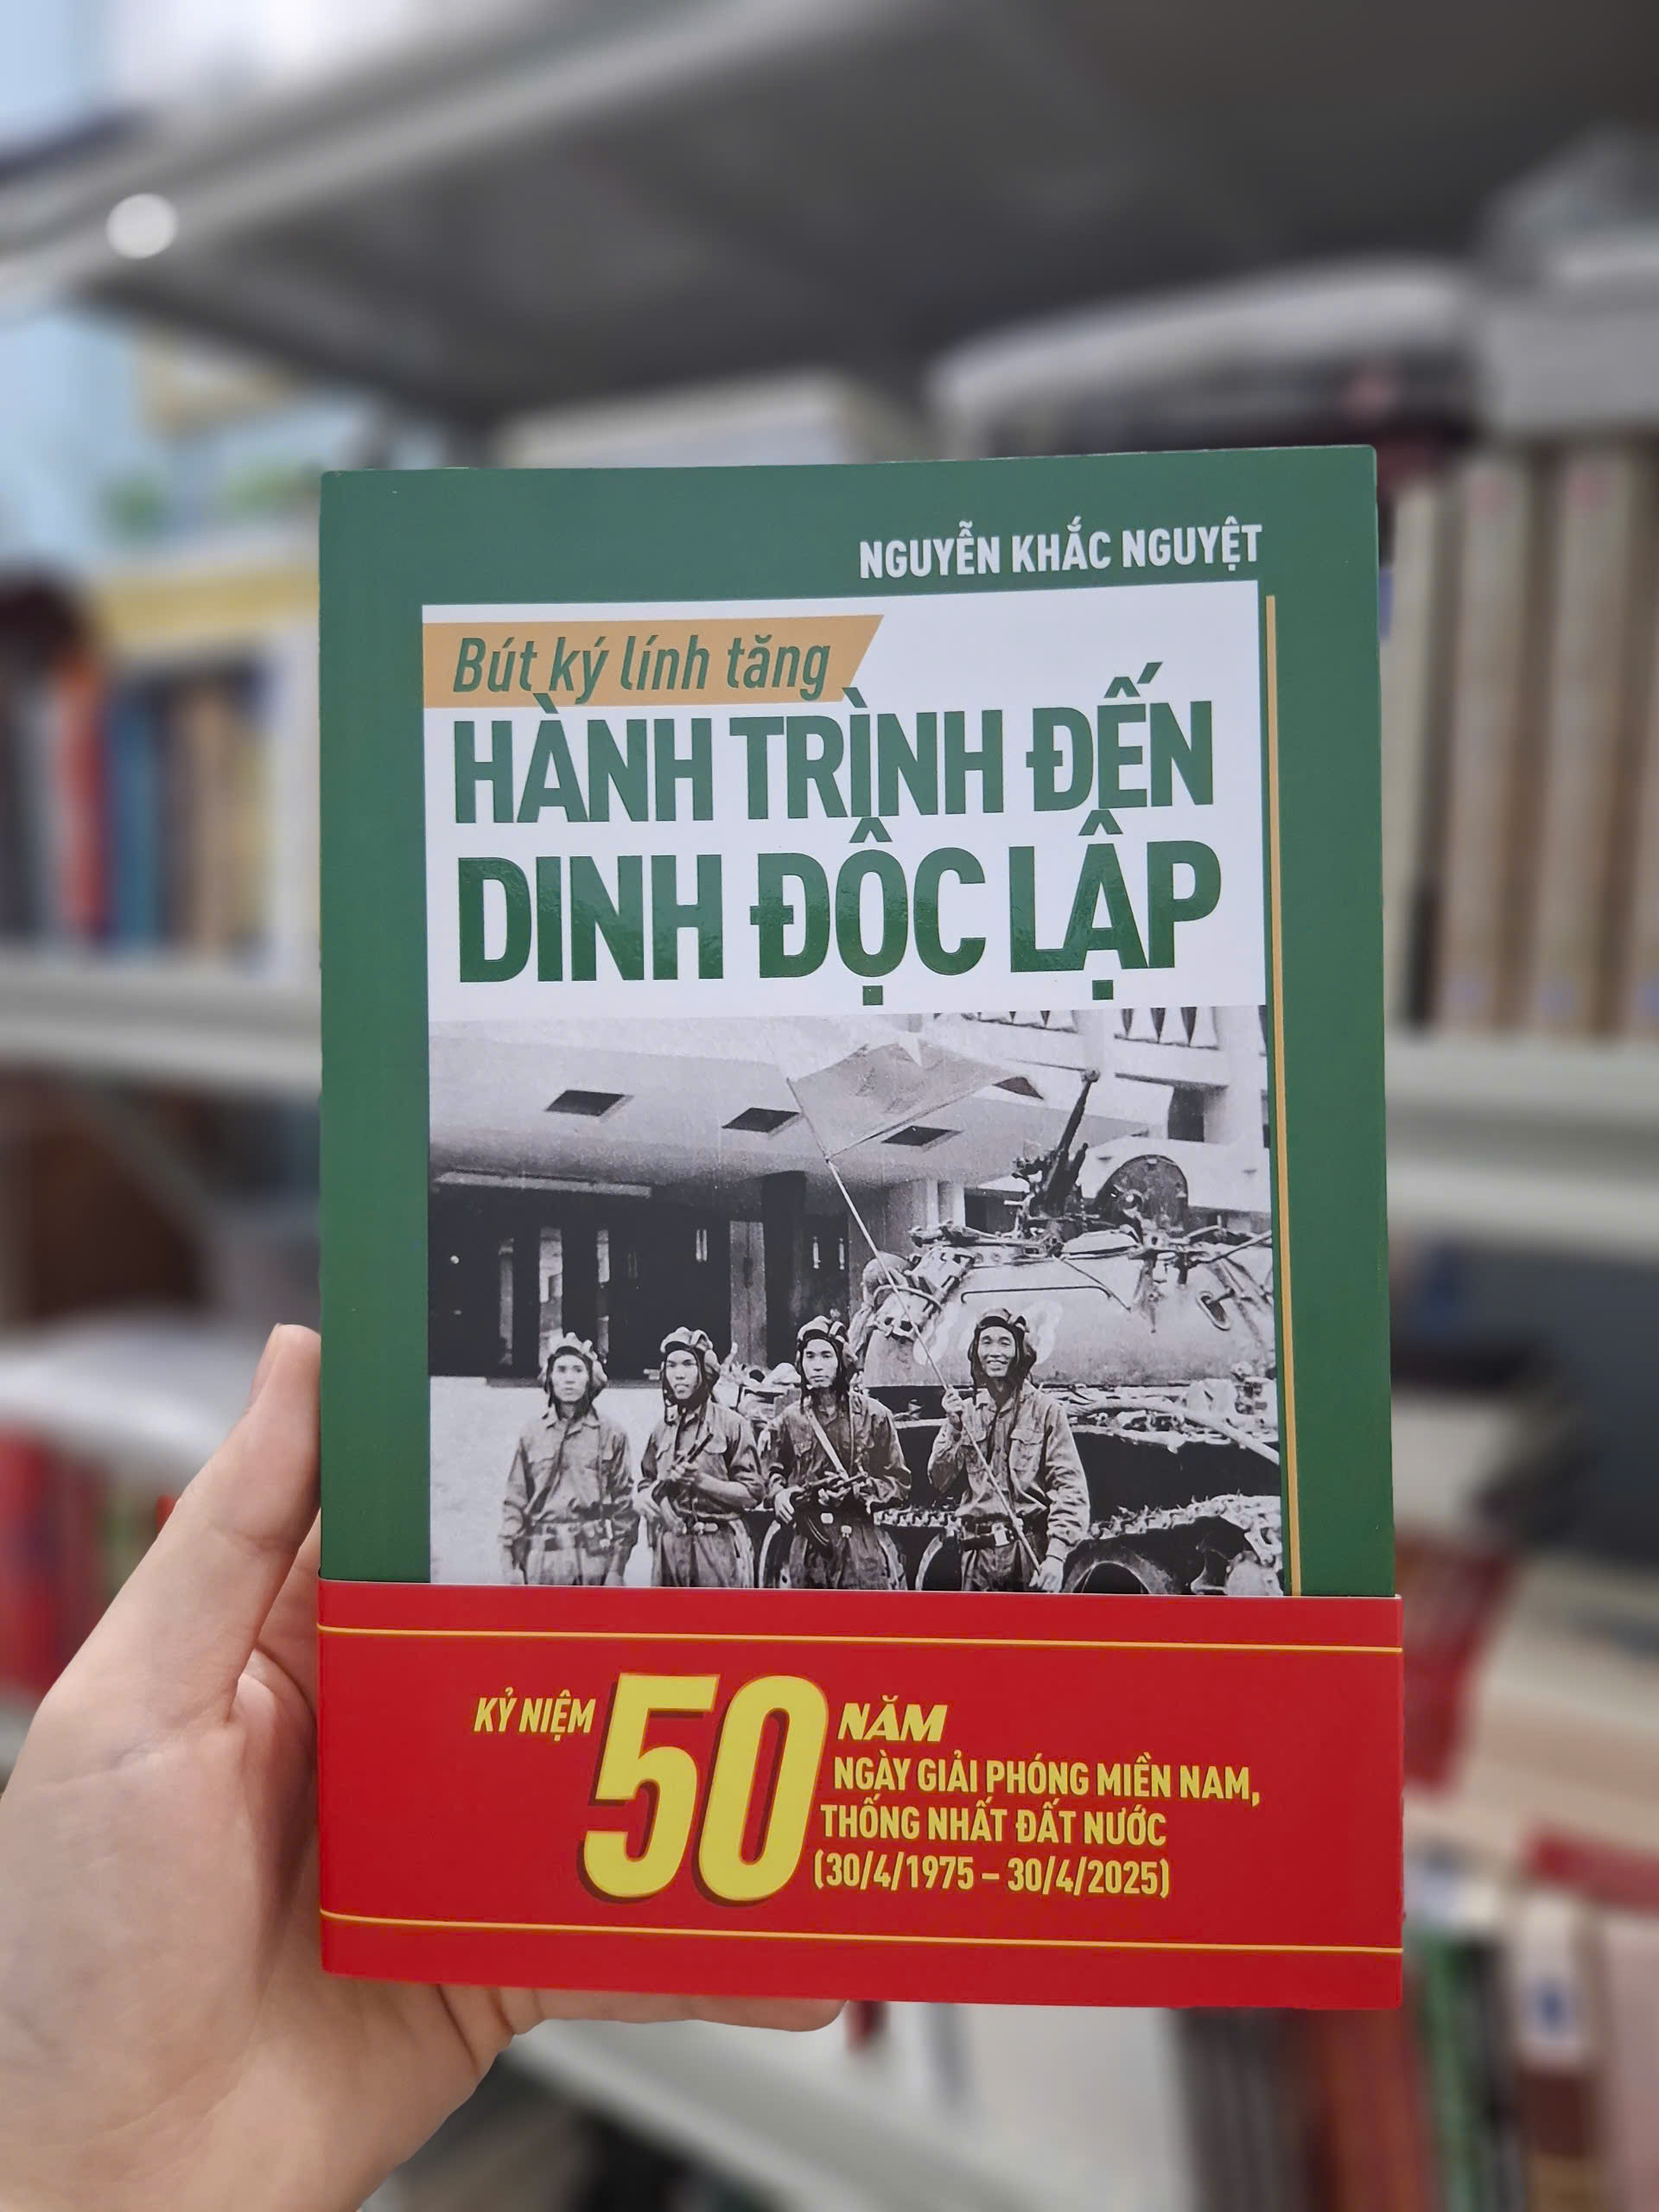 NGUYỄN KHẮC NGUYỆT
Bút ký lính tăng
HÀNH TRÌNH ĐẾN
DINH ĐỘC LẬP
KỶ NIỆM 50 NĂM
NGÀY GIẢI PHÓNG MIỀN NAM,
THỐNG NHẤT ĐẤT NƯỚC
(30/4/1975 – 30/4/2025)